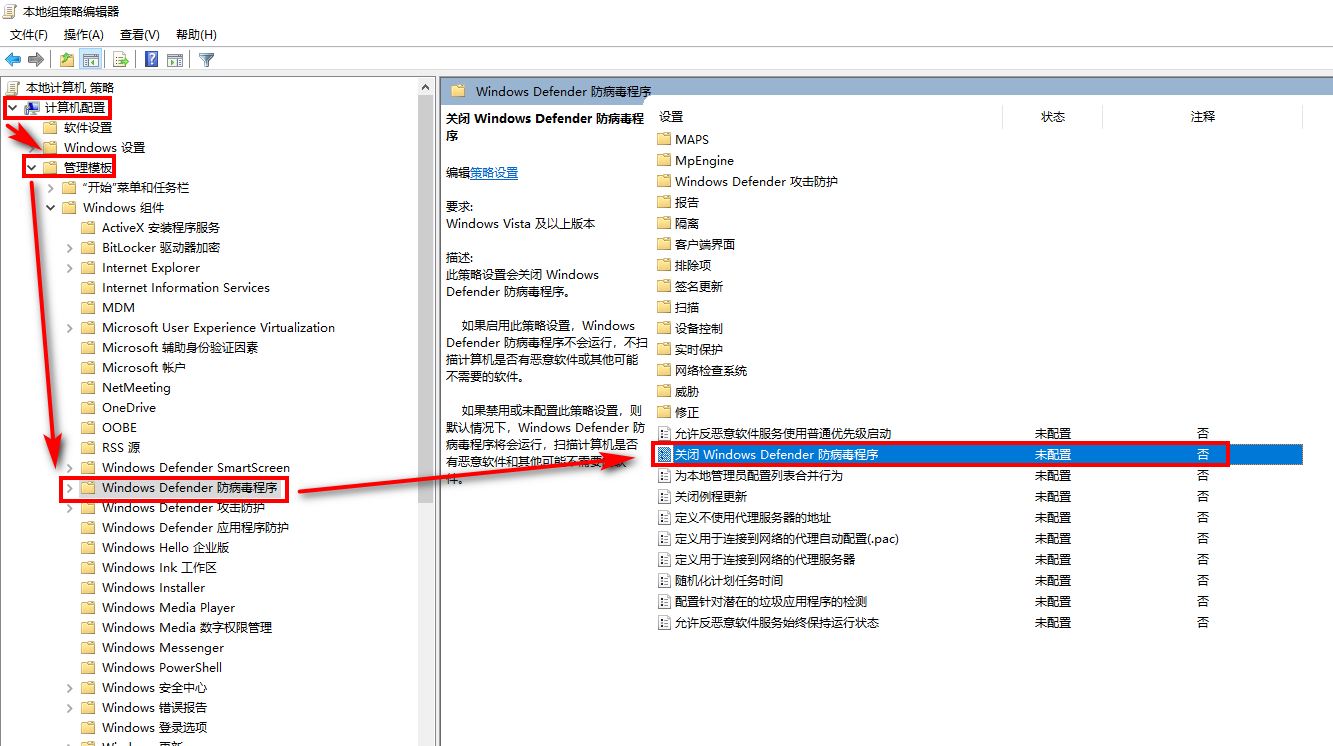 本地组策略编辑器
文件(F) 操作(A) 查看(V) 帮助(H)
本地计算机 策略
计算机配置
软件设置
Windows 设置
管理模板
"开始"菜单和任务栏
Windows 组件
ActiveX 安装程序服务
BitLocker 驱动器加密
Internet Explorer
Internet Information Services
MDM
Microsoft User Experience Virtualization
Microsoft 辅助身份验证因素
Microsoft 帐户
NetMeeting
OneDrive
OOBE
RSS 源
Windows Defender SmartScreen
Windows Defender 防病毒程序
Windows Defender 攻击防护
Windows Defender 应用程序防护
Windows Hello 企业版
Windows Ink 工作区
Windows Installer
Windows Media Player
Windows Media 数字权限管理
Windows Messenger
Windows PowerShell
Windows 安全中心
Windows 错误报告
Windows 登录选项
Windows 更新
Windows Defender 防病毒程序
关闭 Windows Defender 防病毒程
序
编辑策略设置
要求:
Windows Vista 及以上版本
描述:
此策略设置会关闭 Windows
Defender 防病毒程序。
如果启用此策略设置，Windows
Defender 防病毒程序不会运行，不扫
描计算机是否有恶意软件或其他可能
不需要的软件。
如果禁用或未配置此策略设置，则
默认情况下，Windows Defender 防
病毒程序将会运行，扫描计算机是否
有恶意软件和其他可能不需要的软
件。
设置 状态 注释
MAPS
MpEngine
Windows Defender 攻击防护
报告
隔离
客户端界面
排除项
签名更新
扫描
设备控制
实时保护
网络检查系统
威胁
修正
允许反恶意软件服务使用普通优先级启动 未配置 否
关闭 Windows Defender 防病毒程序 未配置 否
为本地管理员配置列表合并行为 未配置 否
关闭例程更新 未配置 否
定义不使用代理服务器的地址 未配置 否
定义用于连接到网络的代理自动配置(.pac) 未配置 否
定义用于连接到网络的代理服务器 未配置 否
随机化计划任务时间 未配置 否
配置针对潜在的垃圾应用程序的检测 未配置 否
允许反恶意软件服务始终保持运行状态 未配置 否